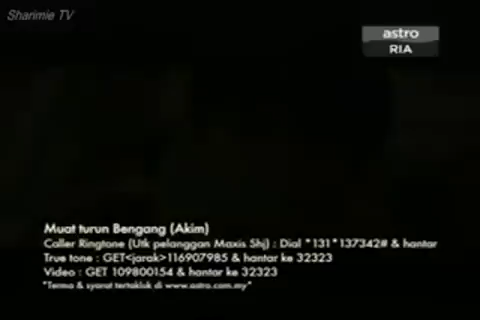 Sharimie TV
astro
RIA
Muat turun Bengang (Akim)
Caller Ringtone (Utk pelanggan Maxis Shj) : Dial *131*137342# & hantar
True tone : GET<jarak>116907985 & hantar ke 32323
Video : GET 109800154 & hantar ke 32323
"Terma & syarat tertakluk di www.astro.com.my"